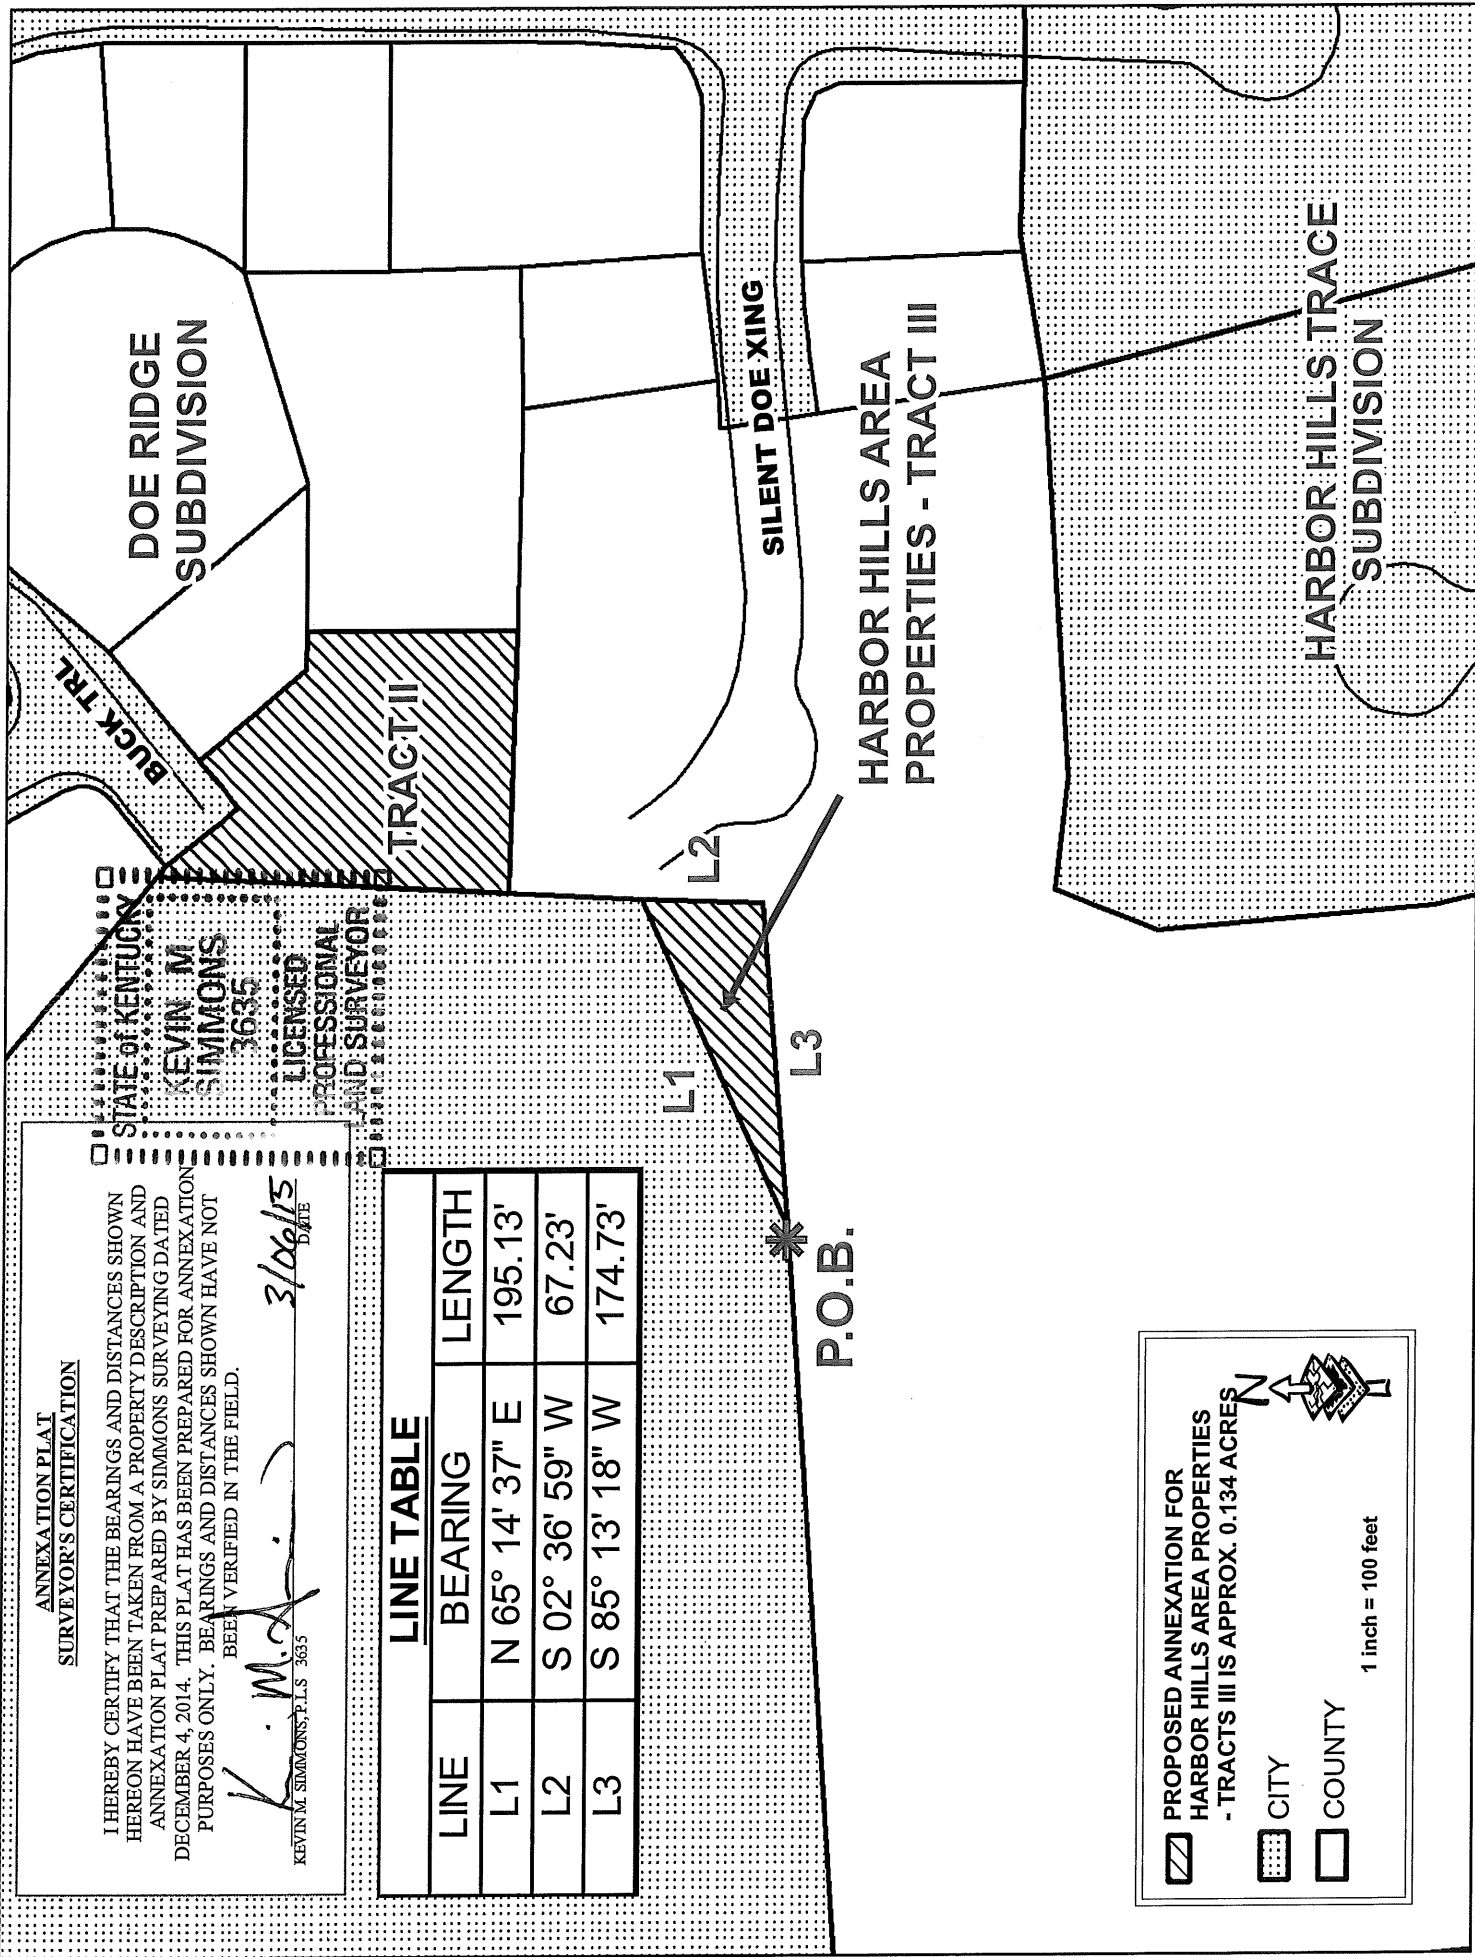 ANNEXATION PLAT
SURVEYOR'S CERTIFICATION
I HEREBY CERTIFY THAT THE BEARINGS AND DISTANCES SHOWN
HEREON HAVE BEEN TAKEN FROM A PROPERTY DESCRIPTION AND
ANNEXATION PLAT PREPARED BY SIMMONS SURVEYING DATED
DECEMBER 4, 2014. THIS PLAT HAS BEEN PREPARED FOR ANNEXATION
PURPOSES ONLY. BEARINGS AND DISTANCES SHOWN HAVE NOT
BEEN VERIFIED IN THE FIELD.
3/06/15
KEVIN M. SIMMONS, P.L.S 3635
DATE
STATE of KENTUCKY
KEVIN M
SIMMONS
3635
LICENSED
PROFESSIONAL
LAND SURVEYOR
LINE TABLE
LINE BEARING LENGTH
L1 N 65° 14' 37" E 195.13'
L2 S 02° 36' 59" W 67.23'
L3 S 85° 13' 18" W 174.73'
BUCK TRL
DOE RIDGE
SUBDIVISION
TRACT II
L1
L2
L3
P.O.B.
SILENT DOE XING
HARBOR HILLS AREA
PROPERTIES - TRACT III
HARBOR HILLS TRACE
SUBDIVISION
PROPOSED ANNEXATION FOR
HARBOR HILLS AREA PROPERTIES
- TRACTS III IS APPROX. 0.134 ACRES
CITY
COUNTY
N
1 inch = 100 feet